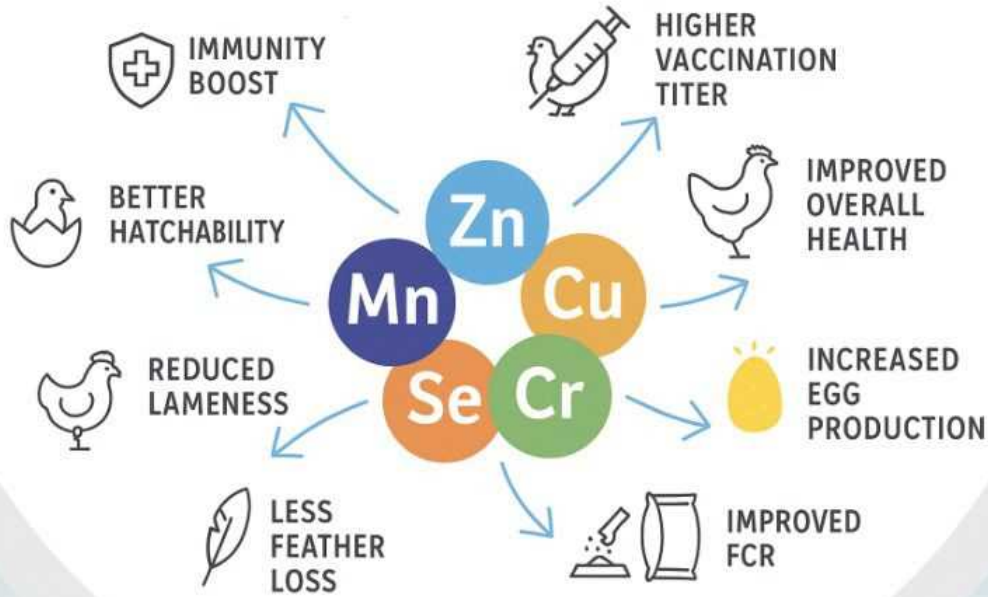 IMMUNITY
BOOST
HIGHER
VACCINATION
TITER
BETTER
HATCHABILITY
Zn
IMPROVED
OVERALL
HEALTH
Mn
Cu
REDUCED
LAMENESS
Se
Cr
INCREASED
EGG
PRODUCTION
LESS
FEATHER
LOSS
IMPROVED
FCR